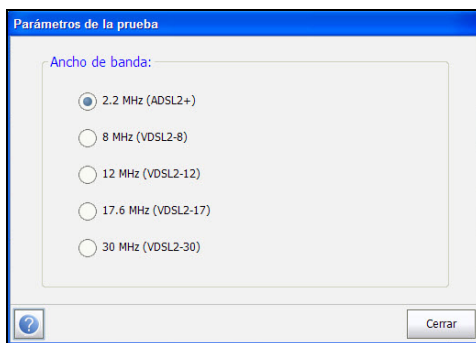 Parámetros de la prueba
Ancho de banda:
2.2 MHz (ADSL2+)
8 MHz (VDSL2-8)
12 MHz (VDSL2-12)
17.6 MHz (VDSL2-17)
30 MHz (VDSL2-30)
?
Cerrar